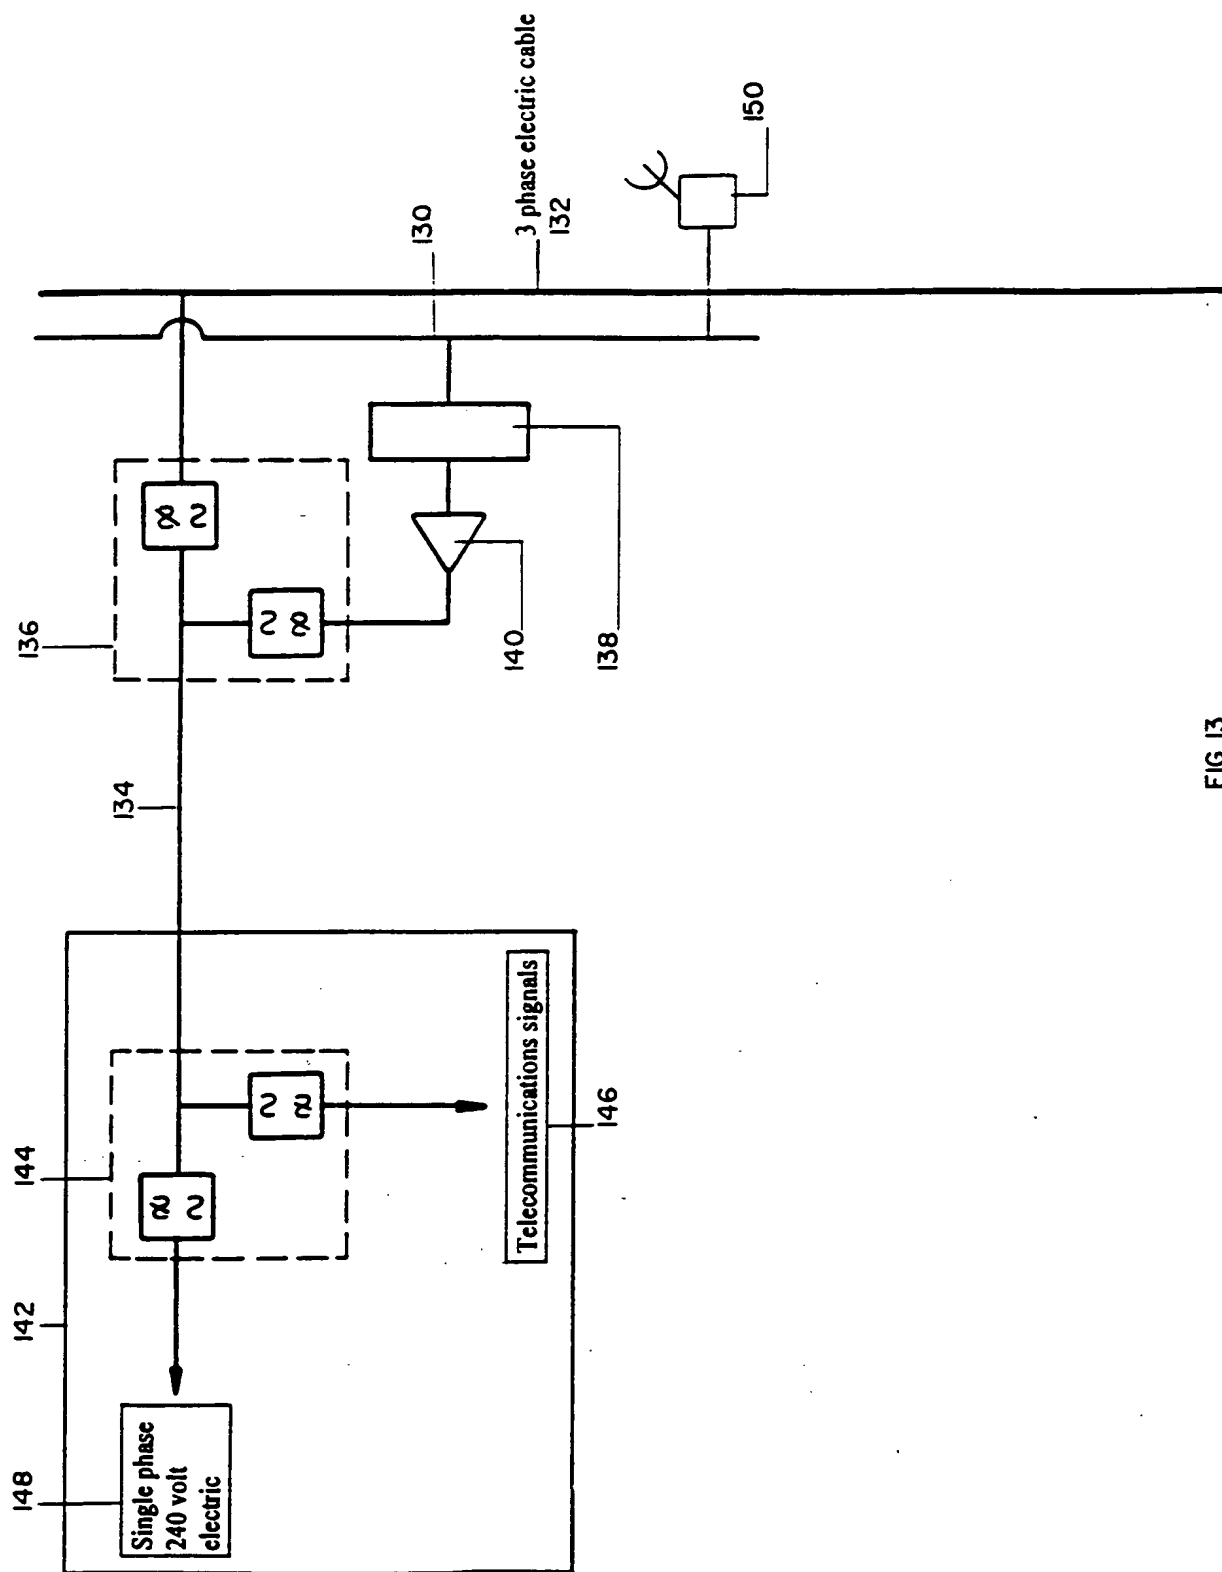 148
142
144
134
136
Single phase
240 volt
electric
Telecommunications signals
146
140
138
130
3 phase electric cable
132
150
FIG 13